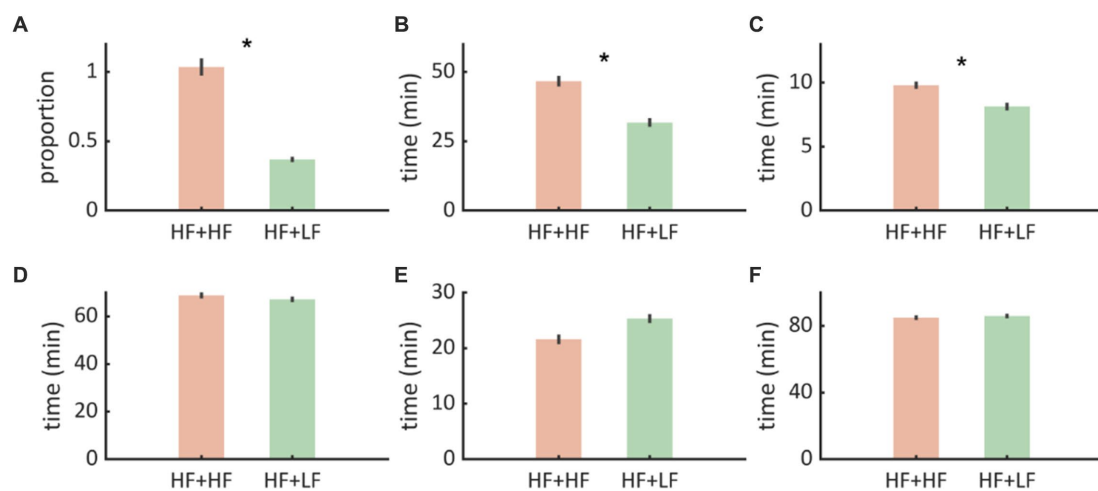 A
proportion
1
0.5
0
*
HF+HF HF+LF
B
time (min)
50
25
0
*
HF+HF HF+LF
C
time (min)
10
5
0
*
HF+HF HF+LF
D
time (min)
60
40
60
0
HF+HF HF+LF
E
time (min)
30
20
10
0
HF+HF HF+LF
F
time (min)
80
40
0
HF+HF HF+LF